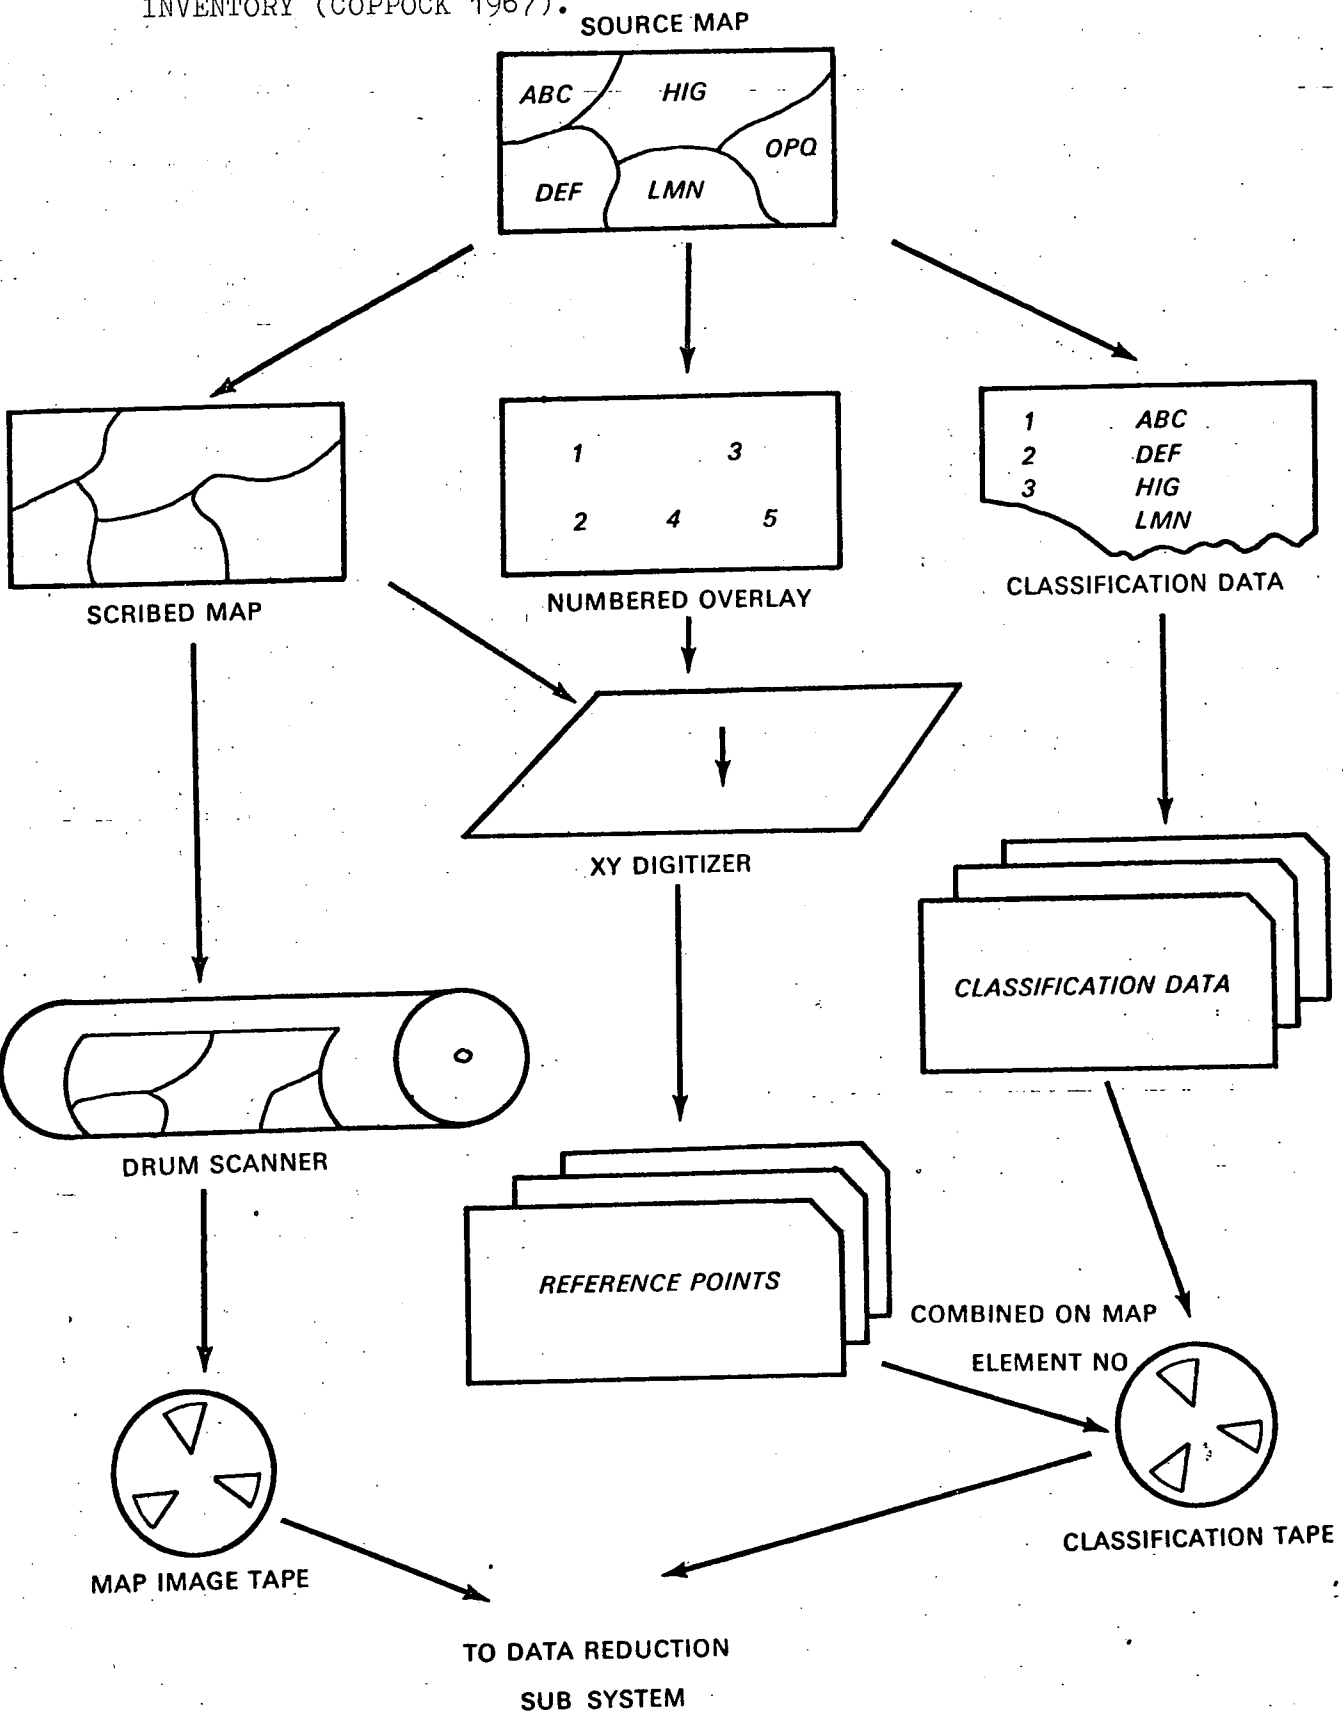 INVENTORY (COPPOCK 1967).
SOURCE MAP
ABC HIG
OPQ
DEF LMN
1 3
2 4 5
1 ABC
2 DEF
3 HIG
LMN
SCRIBED MAP
NUMBERED OVERLAY
CLASSIFICATION DATA
XY DIGITIZER
CLASSIFICATION DATA
DRUM SCANNER
REFERENCE POINTS
COMBINED ON MAP
ELEMENT NO
MAP IMAGE TAPE
CLASSIFICATION TAPE
TO DATA REDUCTION
SUB SYSTEM